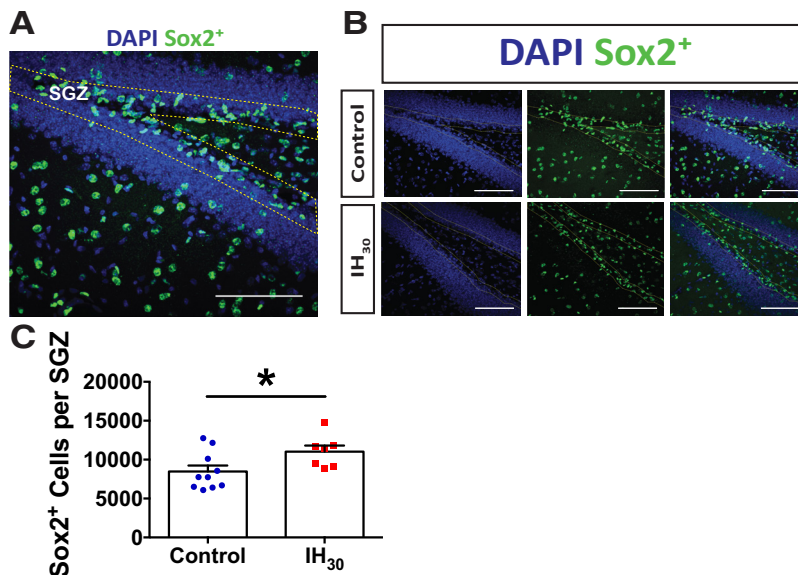 A
DAPI Sox2⁺
SGZ
B
DAPI Sox2⁺
Control
IH₃₀
C
Sox2⁺ Cells per SGZ
20000
15000
10000
5000
0
*
Control
IH₃₀